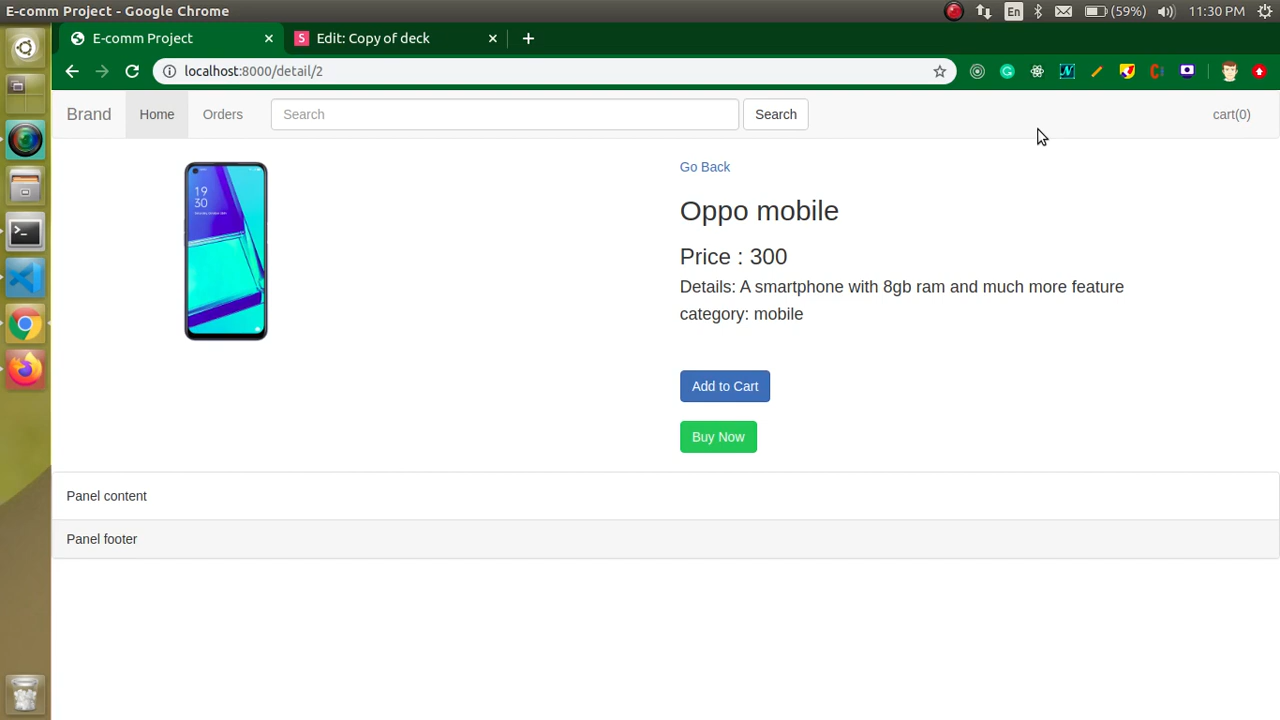 E-comm Project - Google Chrome
En
(59%)
11:30 PM
E-comm Project
S
Edit: Copy of deck
localhost:8000/detail/2
Brand
Home
Orders
Search
Search
cart(0)
19
30
Go Back
Oppo mobile
Price : 300
Details: A smartphone with 8gb ram and much more feature
category: mobile
Add to Cart
Buy Now
Panel content
Panel footer